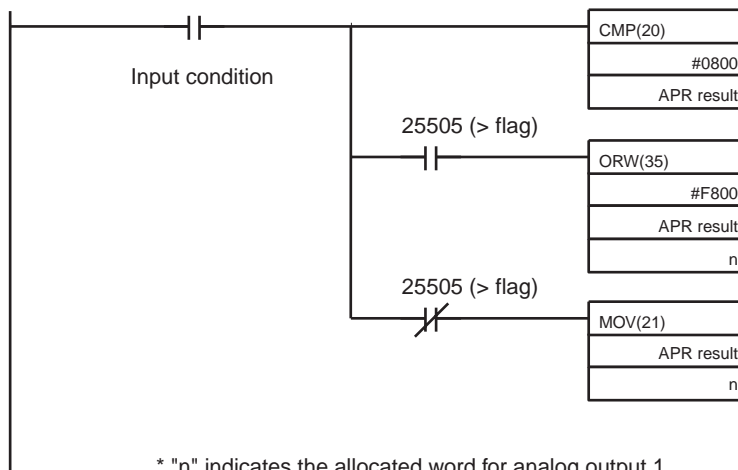 CMP(20)
#0800
Input condition
APR result
25505 (> flag)
ORW(35)
#F800
APR result
n
25505 (> flag)
MOV(21)
APR result
n
* "n" indicates the allocated word for analog output 1